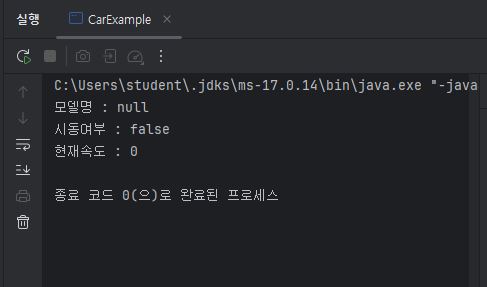 실행
CarExample
C:\Users\student\.jdks\ms-17.0.14\bin\java.exe "-java
모델명 : null
시동여부 : false
현재속도 : 0
종료 코드 0(으)로 완료된 프로세스